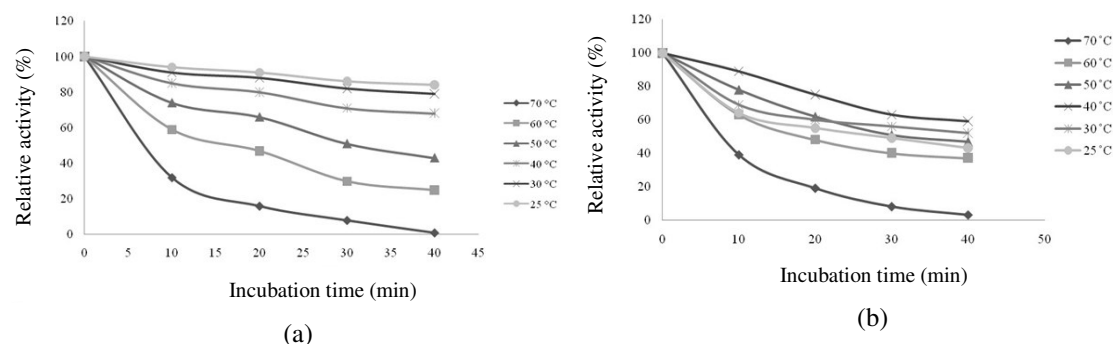 120
100
80
60
40
20
0
Relative activity (%)
0 5 10 15 20 25 30 35 40 45
Incubation time (min)
70 °C
60 °C
50 °C
40 °C
30 °C
25 °C
(a)
120
100
80
60
40
20
0
Relative activity (%)
0 10 20 30 40 50
Incubation time (min)
70 ˚C
60 ˚C
50 ˚C
40 ˚C
30 ˚C
25 ˚C
(b)